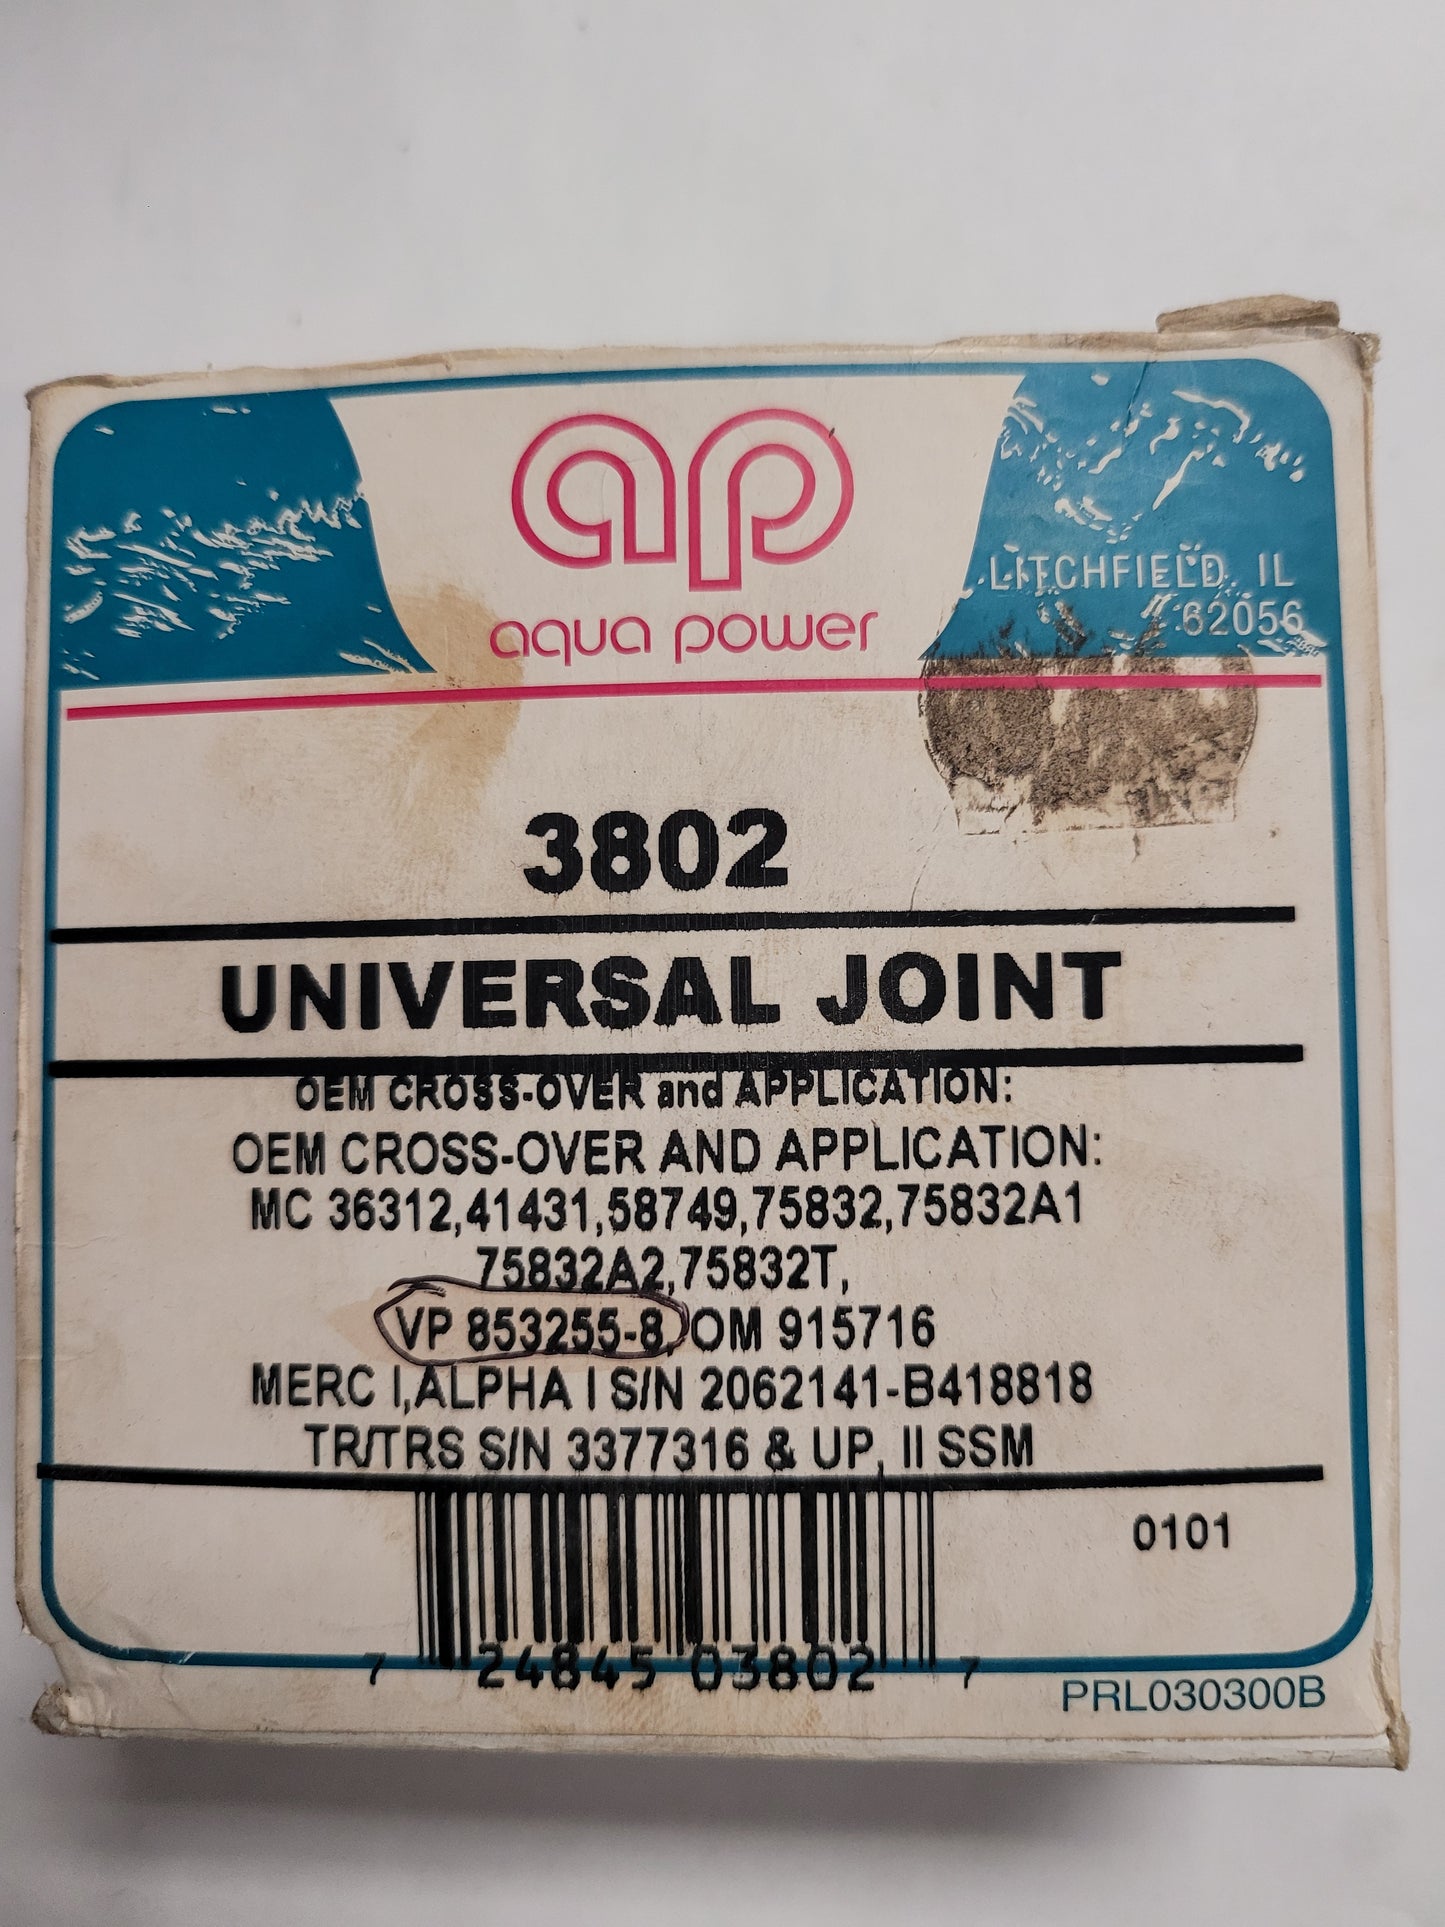 ap
aqua power
LITCHFIELD, IL
62056
3802
UNIVERSAL JOINT
OEM CROSS-OVER and APPLICATION:
OEM CROSS-OVER AND APPLICATION:
MC 36312,41431,58749,75832,75832A1
75832A2,75832T,
VP 853255-8, OM 915716
MERC I,ALPHA I S/N 2062141-B418818
TR/TRS S/N 3377316 & UP, II SSM
0101
7 24845 03802 7
PRL030300B